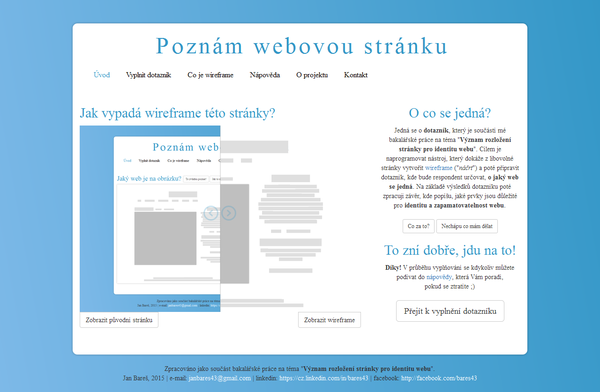 Poznám webovou stránku
Úvod Vyplnit dotazník Co je wireframe Nápověda O projektu Kontakt
Jak vypadá wireframe této stránky?
Poznám web
Úvod Vyplnit dotazník Co je wireframe Nápověda
Jaký web je na obrázku?
Zobrazit původní stránku
Zobrazit wireframe
O co se jedná?
Jedná se o dotazník, který je součástí mé
bakalářské práce na téma "Význam rozložení
stránky pro identitu webu". Cílem je
naprogramovat nástroj, který dokáže z libovolné
stránky vytvořit wireframe ("náčrt") a poté připravit
dotazník, kde bude respondent určovat, o jaký web
se jedná. Na základě výsledků dotazníku poté
zpracuji závěr, kde popíšu, jaké prvky jsou důležité
pro identitu a zapamatovatelnost webu.
Co za to? Nechápu co mám dělat
To zní dobře, jdu na to!
Díky! V průběhu vyplňování se kdykoliv můžete
podívat do nápovědy, která Vám poradí,
pokud se ztratíte ;)
Přejít k vyplnění dotazníku
Zpracováno jako součást bakalářské práce na téma "Význam rozložení stránky pro identitu webu".
Jan Bareš, 2015 | e-mail: janbares43@gmail.com | linkedin: https://cz.linkedin.com/in/bares43 | facebook: http://facebook.com/bares43